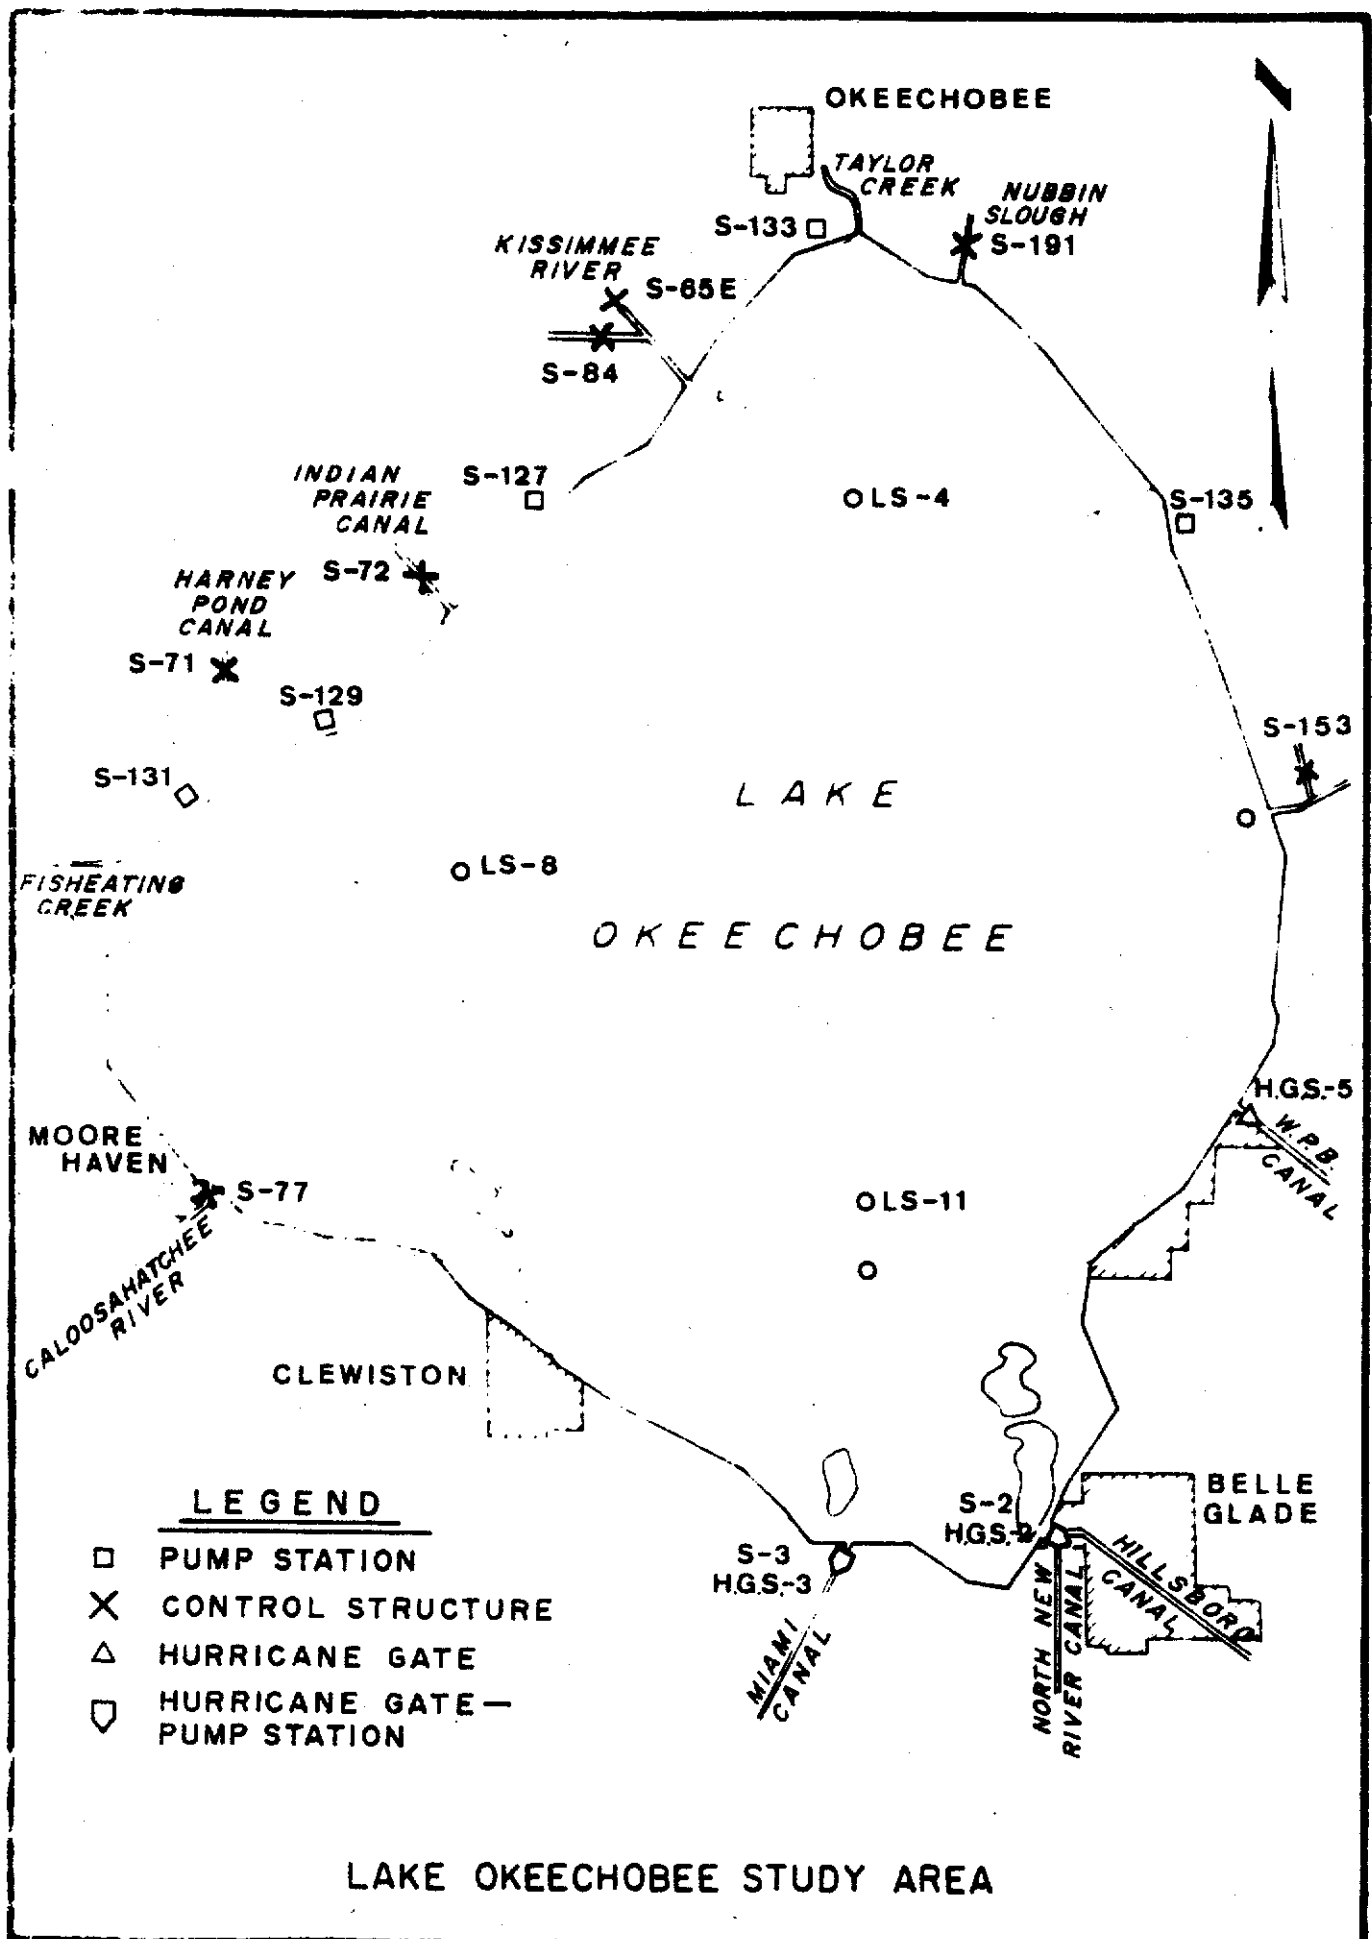 OKEECHOBEE
TAYLOR
CREEK
NUBBIN
SLOUGH
S-133
S-191
KISSIMMEE
RIVER
S-65E
S-84
INDIAN
PRAIRIE
CANAL
S-127
LS-4
S-135
S-72
HARNEY
POND
CANAL
S-71
S-129
S-153
S-131
LAKE
LS-8
FISHEATING
CREEK
OKEECHOBEE
H.G.S.-5
W.P.B.
CANAL
MOORE
HAVEN
S-77
LS-11
CALOOSAHATCHEE
RIVER
CLEWISTON
BELLE
GLADE
S-2
H.G.S.-
S-3
H.G.S.-3
HILLSBORO
CANAL
NORTH NEW
RIVER CANAL
MIAMI
CANAL
LEGEND
PUMP STATION
CONTROL STRUCTURE
HURRICANE GATE
HURRICANE GATE—
PUMP STATION
LAKE OKEECHOBEE STUDY AREA